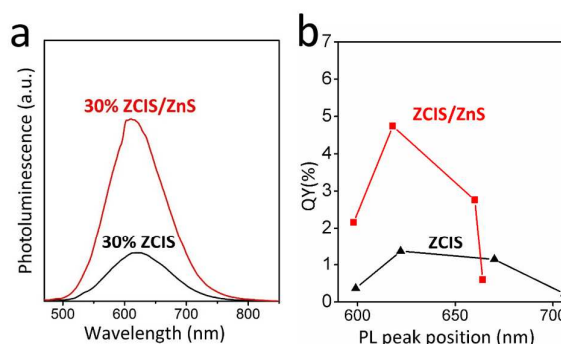 a
Photoluminescence (a.u.)
30% ZCIS/ZnS
30% ZCIS
500 600 700 800
Wavelength (nm)
b
QY(%)
7
6
5
4
3
2
1
0
ZCIS/ZnS
ZCIS
600 650 700
PL peak position (nm)